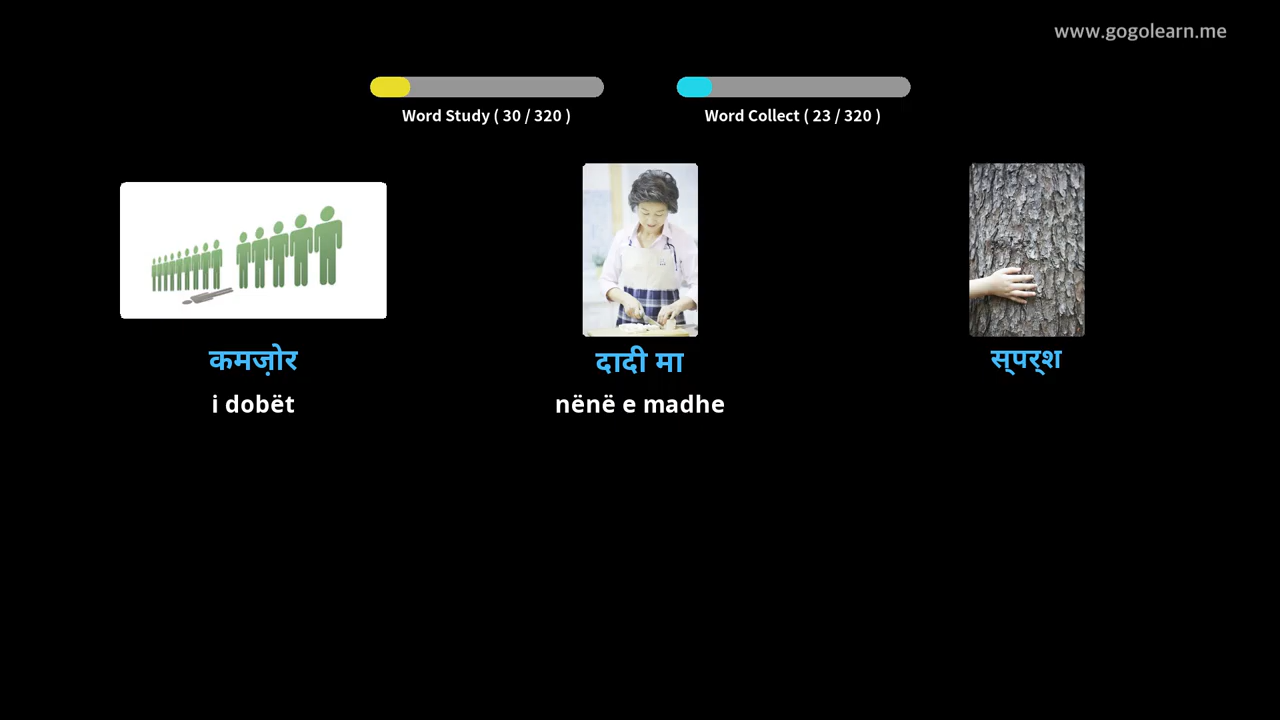 www.gogolearn.me
Word Study ( 30 / 320 )
Word Collect ( 23 / 320 )
कमज़ोर
दादी मा
स्पर्श
i dobët
nënë e madhe